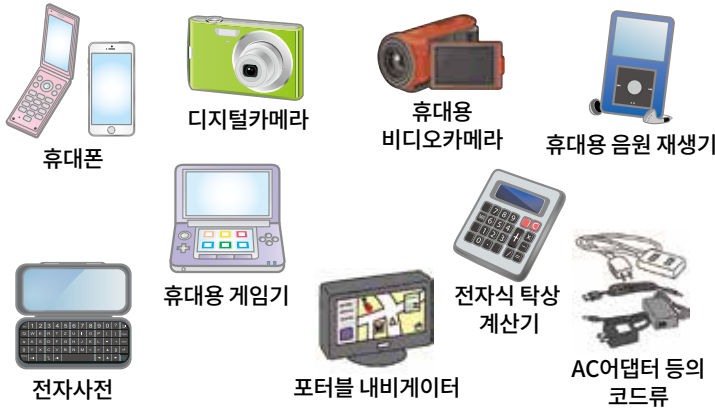 휴대폰
디지털카메라
휴대용
비디오카메라
휴대용 음원 재생기
전자사전
휴대용 게임기
포터블 내비게이터
전자식 탁상
계산기
AC어댑터 등의
코드류